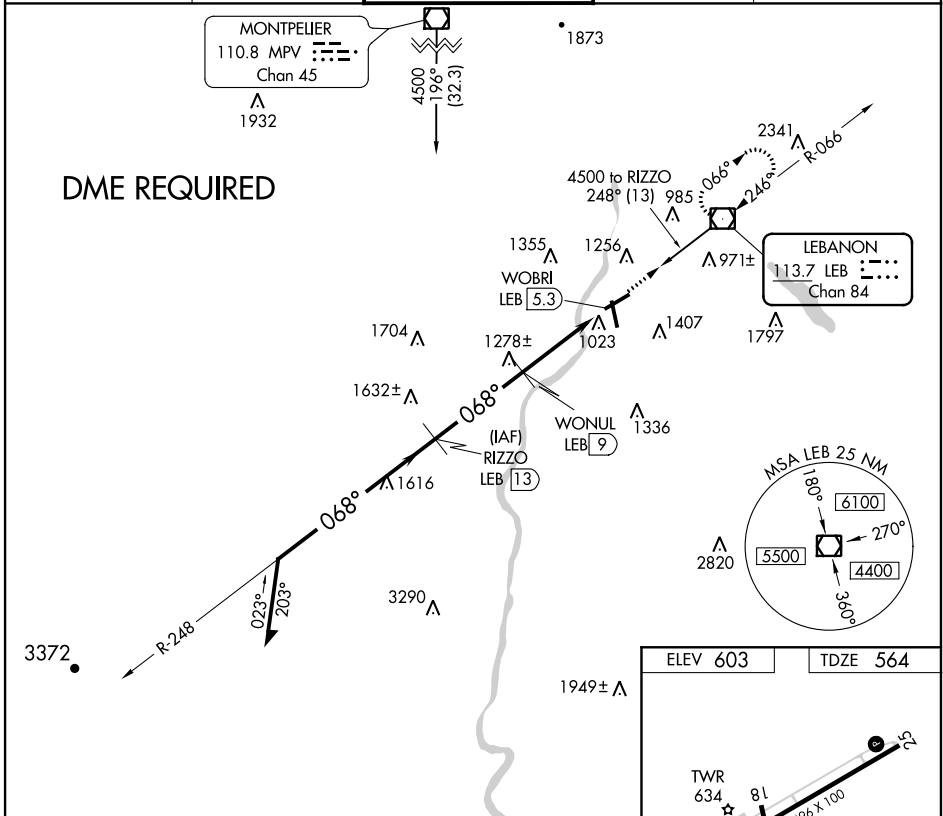 MONTPELIER
110.8 MPV
Chan 45
1932
4500
196°
(32.3)
1873
DME REQUIRED
2341
R-066
066°
246°
4500 to RIZZO
248° (13)
985
LEBANON
113.7 LEB
Chan 84
971±
1355
1256
WOBRI
LEB 5.3
1023
1407
1797
1704
1278±
1632±
068°
WONUL
LEB 9
1336
(IAF)
RIZZO
LEB 13
1616
068°
MSA LEB 25 NM
180°
6100
270°
5500
4400
360°
2820
023°
203°
3290
R-248
3372
1949±
ELEV 603
TDZE 564
P
25
TWR
634
18
96 X 100